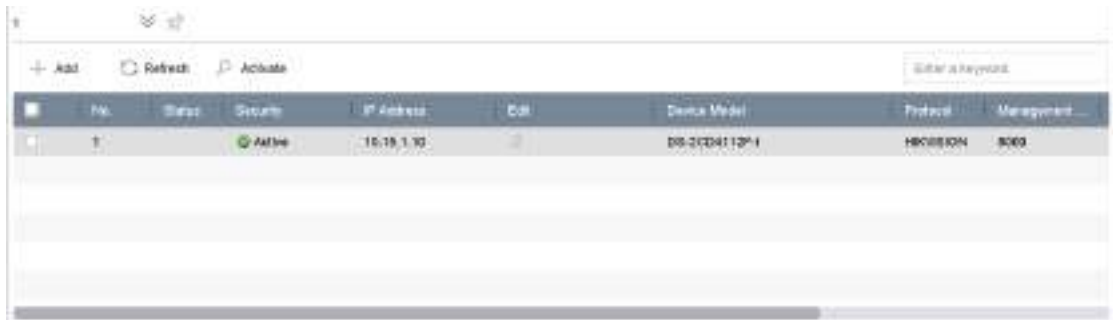 Add Refresh Activate Enter a keyword.
No. Status Security IP Address Edit Device Model Protocol Management ...
1 Active 10.15.1.10 HIKVISION 8000